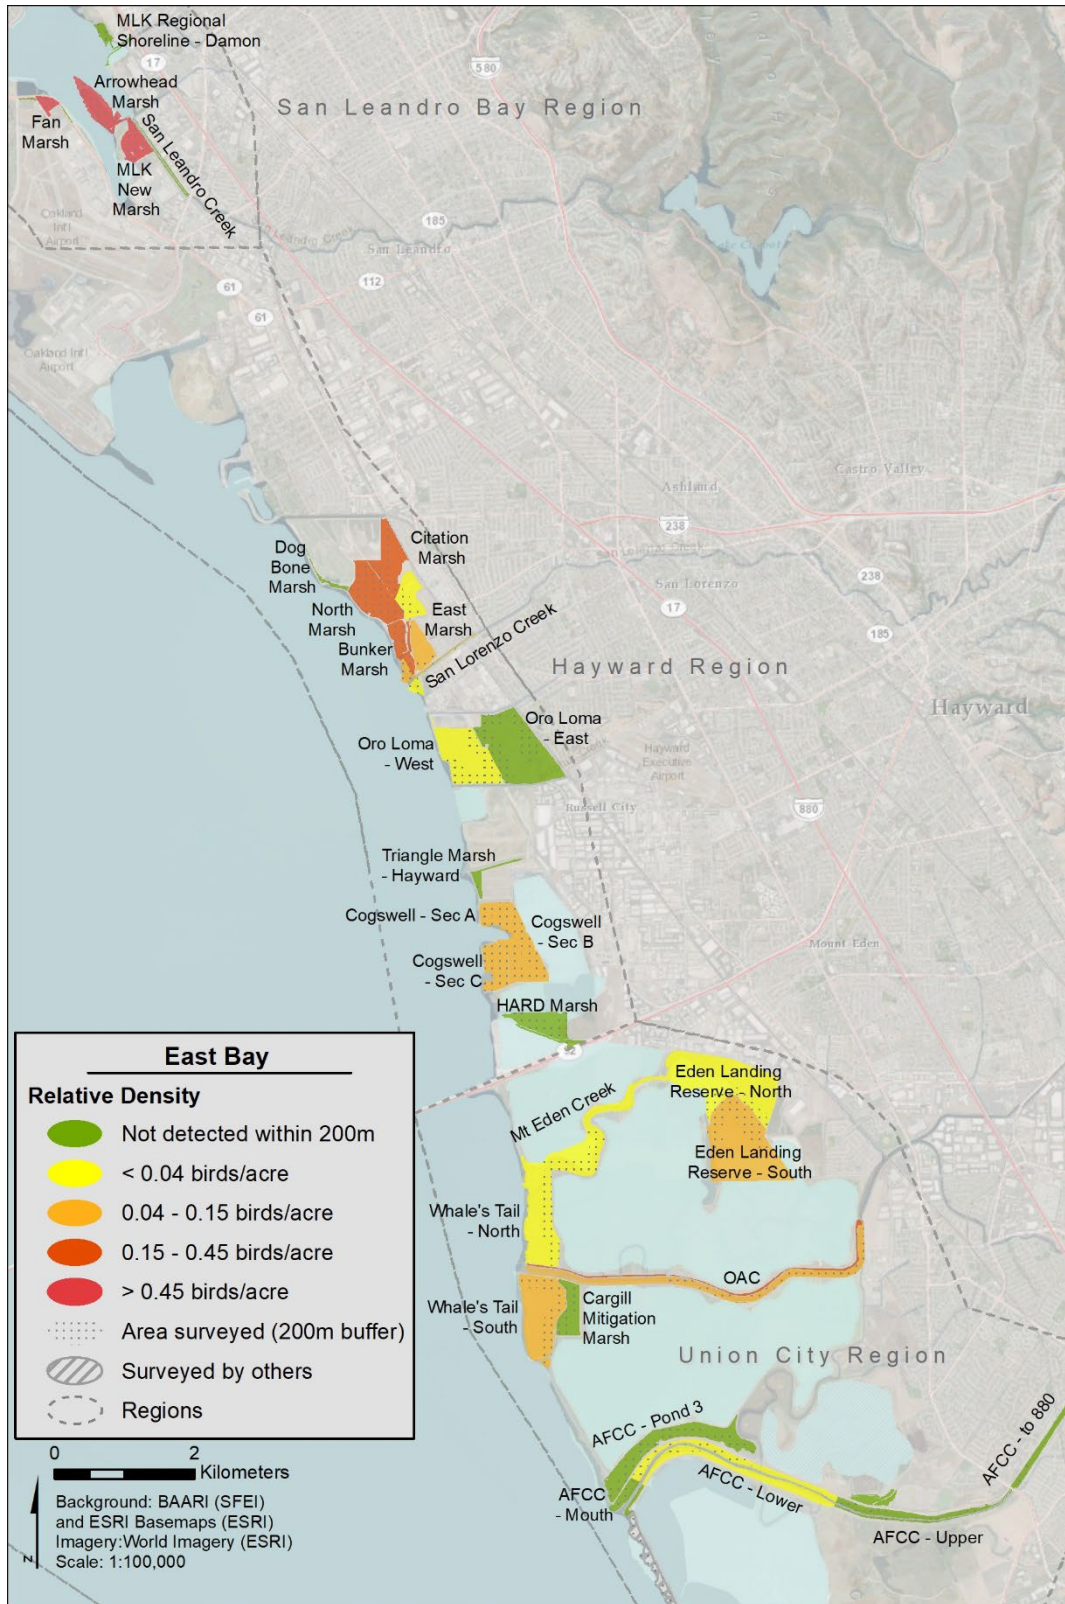 MLK Regional
Shoreline - Damon
17
580
Arrowhead
Marsh
San Leandro Bay Region
Fan
Marsh
San Leandro Creek
MLK
New
Marsh
Oakland
Intl
Airport
185
Leandro Creek
San Leandro
112
61
61
Oakland Intl
Airport
Castro Valley
Ashland
238
Citation
Marsh
Dog
Bone
Marsh
San Lorenzo
238
17
North
Marsh
East
Marsh
185
Bunker
Marsh
San Lorenzo Creek
Hayward Region
Hayward
Oro Loma
- East
Oro Loma
- West
Hayward
Executive
Airport
Russell City
880
Triangle Marsh
- Hayward
Cogswell - Sec A
Cogswell
- Sec B
Mount Eden
Cogswell
- Sec C
HARD Marsh
92
Eden Landing
Reserve - North
Mt Eden Creek
Eden Landing
Reserve - South
Whale's Tail
- North
OAC
Whale's Tail
- South
Cargill
Mitigation
Marsh
Union City Region
AFCC - Pond 3
AFCC - to 880
AFCC - Lower
AFCC
- Mouth
AFCC - Upper
East Bay
Relative Density
Not detected within 200m
< 0.04 birds/acre
0.04 - 0.15 birds/acre
0.15 - 0.45 birds/acre
> 0.45 birds/acre
Area surveyed (200m buffer)
Surveyed by others
Regions
0 2
Kilometers
Background: BAARI (SFEI)
and ESRI Basemaps (ESRI)
Imagery:World Imagery (ESRI)
Scale: 1:100,000
N